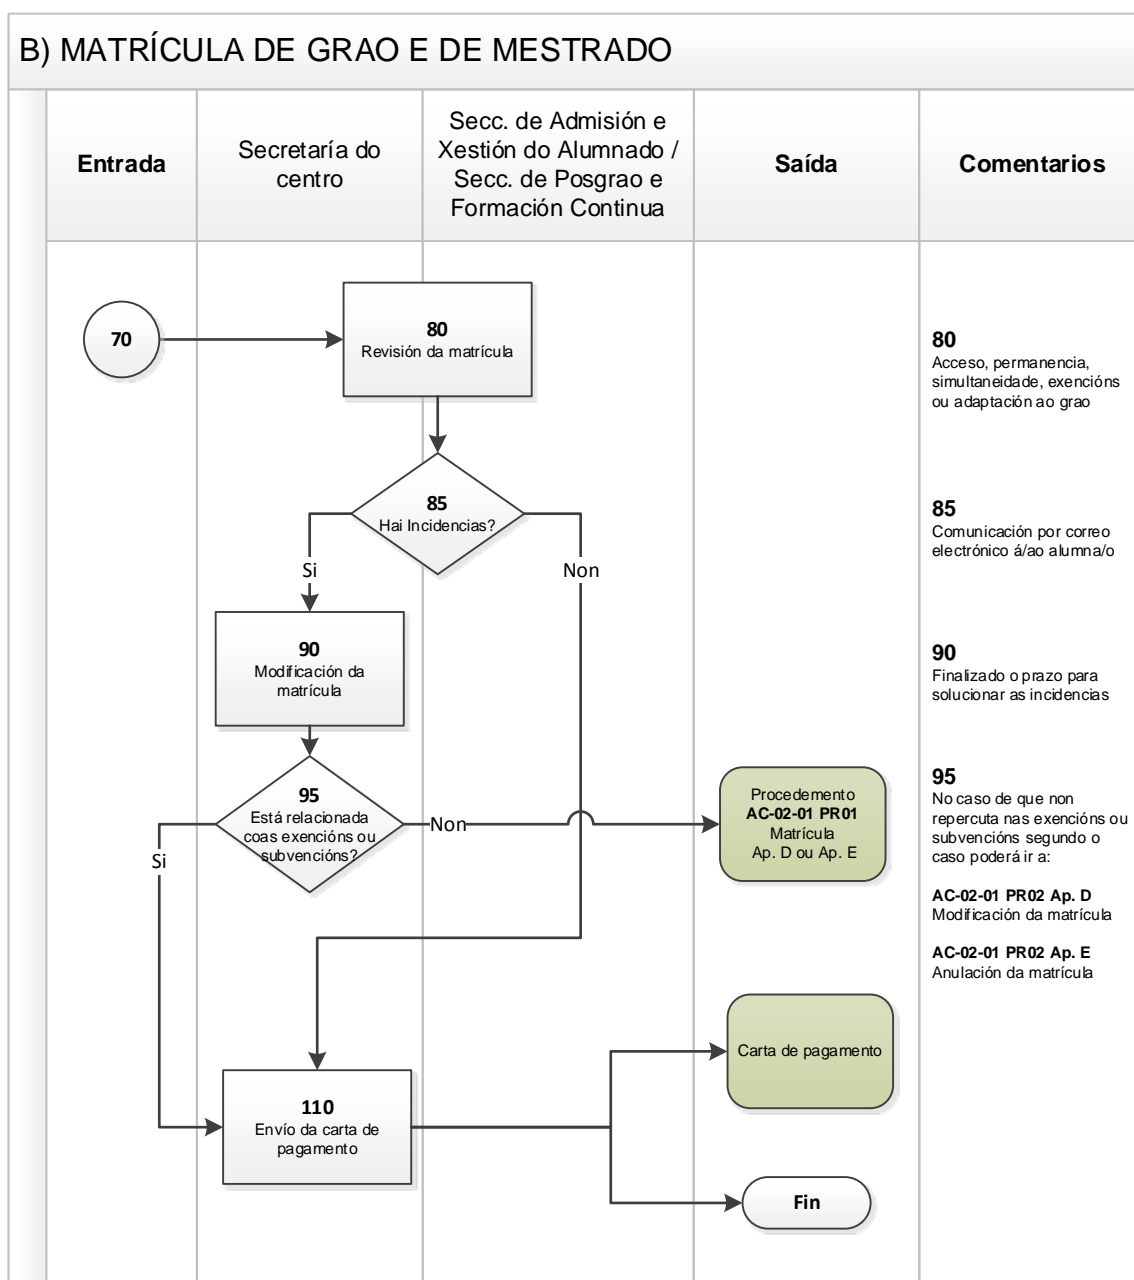 B) MATRÍCULA DE GRAO E DE MESTRADO
Entrada
Secretaría do
centro
Secc. de Admisión e
Xestión do Alumnado /
Secc. de Posgrao e
Formación Continua
Saída
Comentarios
70
80
Revisión da matrícula
80
Acceso, permanencia,
simultaneidade, exencións
ou adaptación ao grao
85
Hai Incidencias?
85
Comunicación por correo
electrónico á/ao alumna/o
Si
Non
90
Modificación da
matrícula
90
Finalizado o prazo para
solucionar as incidencias
95
Está relacionada
coas exencións ou
subvencións?
Si
Non
Procedemento
AC-02-01 PR01
Matrícula
Ap. D ou Ap. E
95
No caso de que non
repercuta nas exencións ou
subvencións segundo o
caso poderá ir a:
AC-02-01 PR02 Ap. D
Modificación da matrícula
AC-02-01 PR02 Ap. E
Anulación da matrícula
Carta de pagamento
110
Envío da carta de
pagamento
Fin